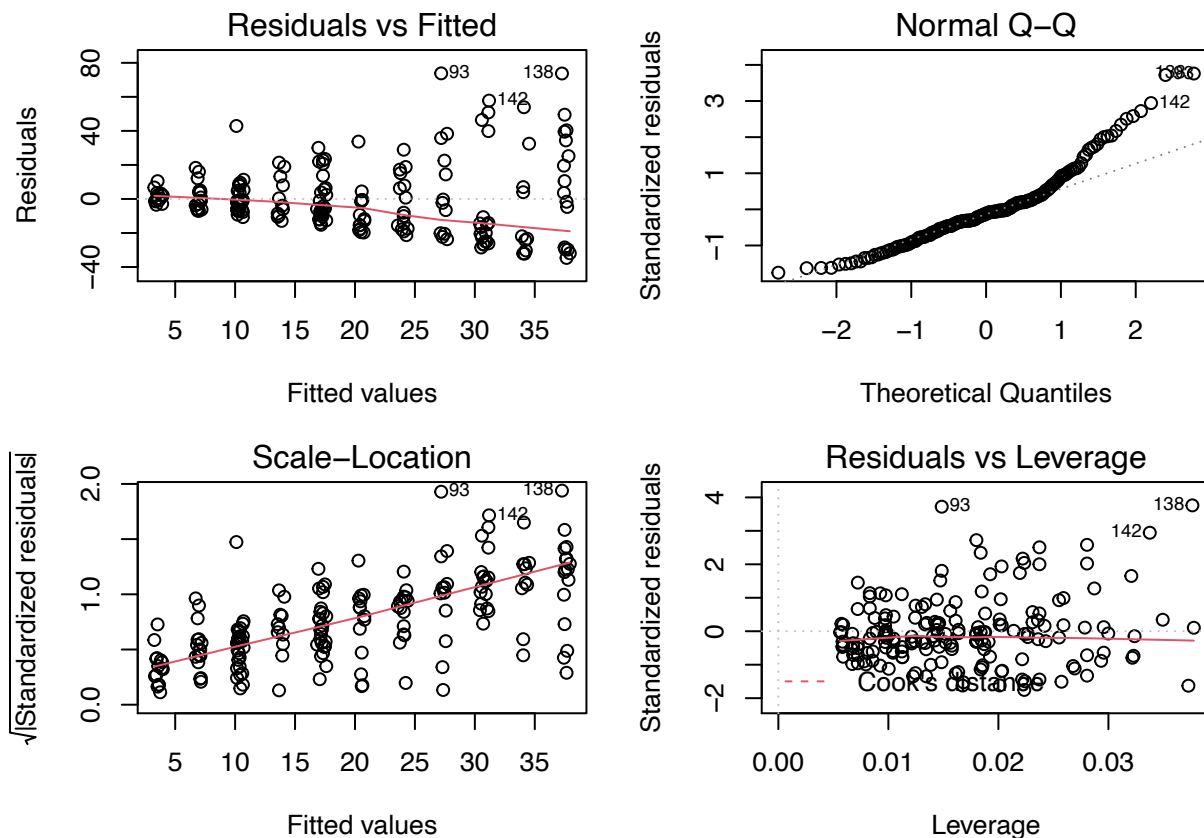 Residuals vs Fitted
Residuals
80
40
0
−40
93
138
142
5 10 15 20 25 30 35
Fitted values
Normal Q−Q
Standardized residuals
3
1
−1
142
−2 −1 0 1 2
Theoretical Quantiles
Scale−Location
√|Standardized residuals|
2.0
1.0
0.0
93
138
142
5 10 15 20 25 30 35
Fitted values
Residuals vs Leverage
Standardized residuals
4
2
0
−2
93
138
142
Cook's distance
0.00 0.01 0.02 0.03
Leverage